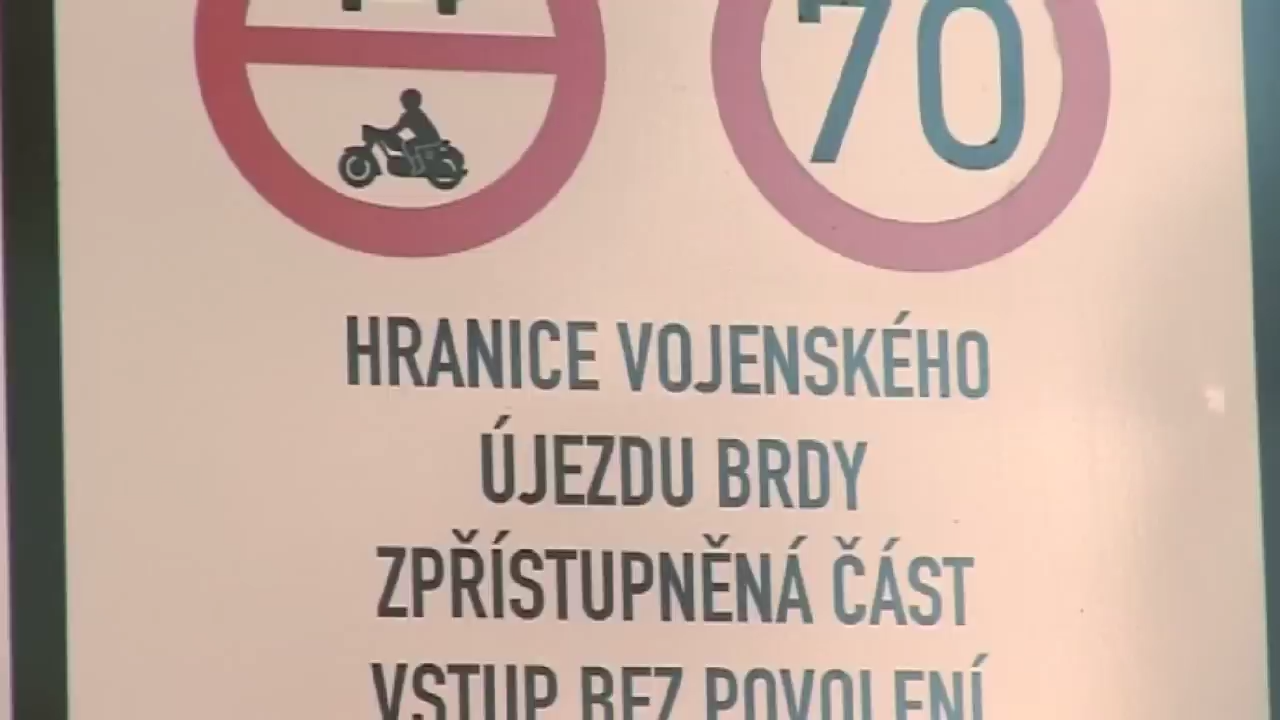 70
HRANICE VOJENSKÉHO
ÚJEZDU BRDY
ZPŘÍSTUPNĚNÁ ČÁST
VSTUP BEZ POVOLENÍ